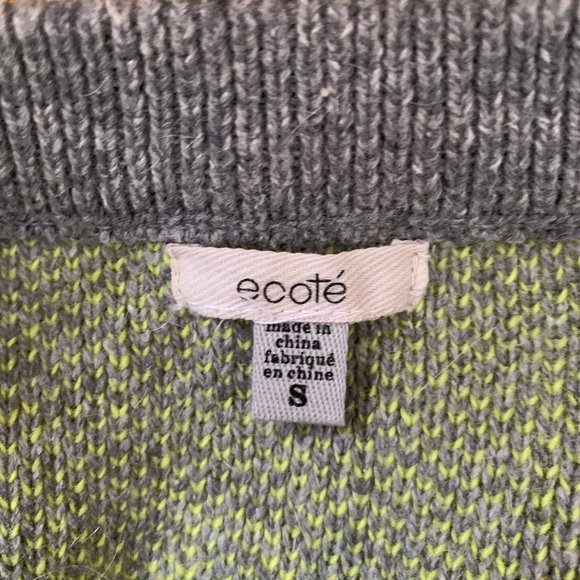 ecoté
made in
china
fabriqué
en chine
S